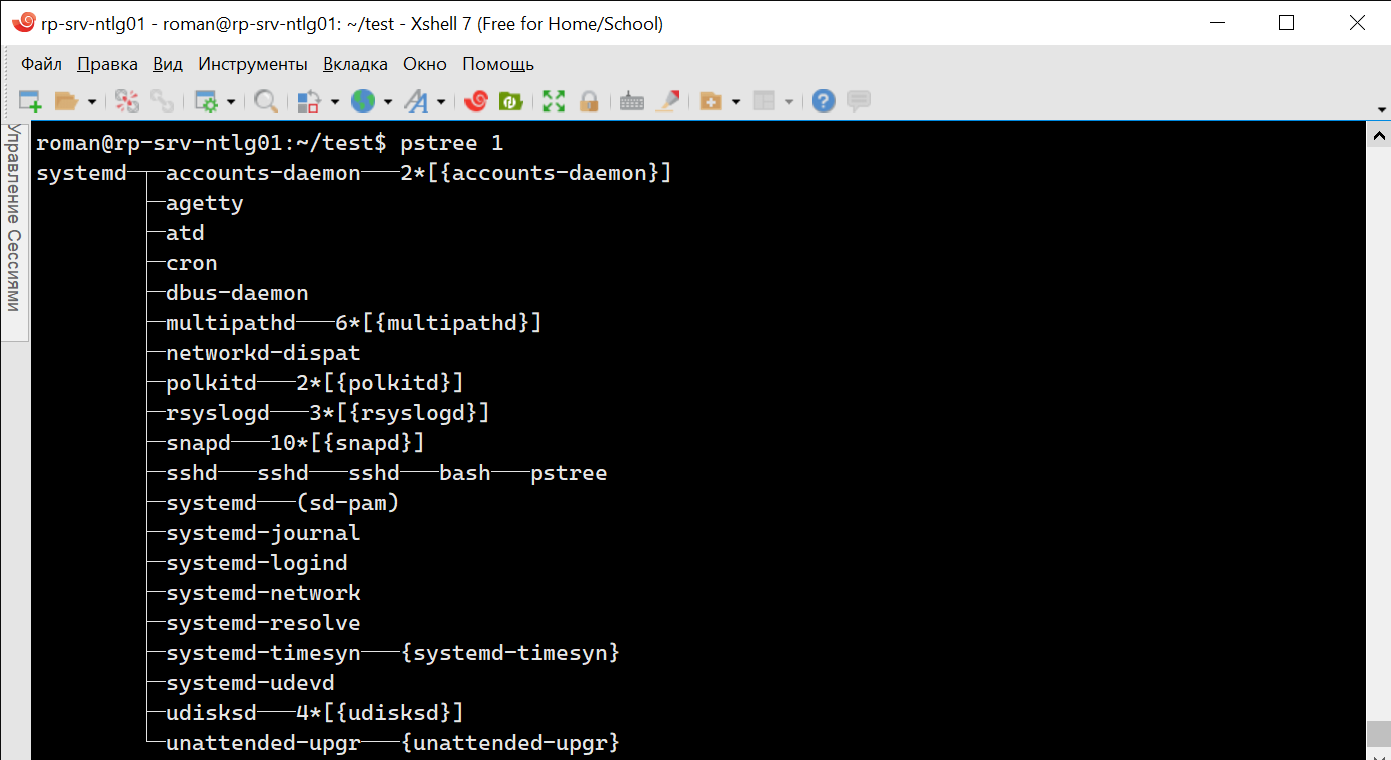 rp-srv-ntlg01 - roman@rp-srv-ntlg01: ~/test - Xshell 7 (Free for Home/School)
Файл Правка Вид Инструменты Вкладка Окно Помощь
Управление Сессиями
roman@rp-srv-ntlg01:~/test$ pstree 1
systemd─┬─accounts-daemon───2*[{accounts-daemon}]
        ├─agetty
        ├─atd
        ├─cron
        ├─dbus-daemon
        ├─multipathd───6*[{multipathd}]
        ├─networkd-dispat
        ├─polkitd───2*[{polkitd}]
        ├─rsyslogd───3*[{rsyslogd}]
        ├─snapd───10*[{snapd}]
        ├─sshd───sshd───sshd───bash───pstree
        ├─systemd───(sd-pam)
        ├─systemd-journal
        ├─systemd-logind
        ├─systemd-network
        ├─systemd-resolve
        ├─systemd-timesyn───{systemd-timesyn}
        ├─systemd-udevd
        ├─udisksd───4*[{udisksd}]
        └─unattended-upgr───{unattended-upgr}